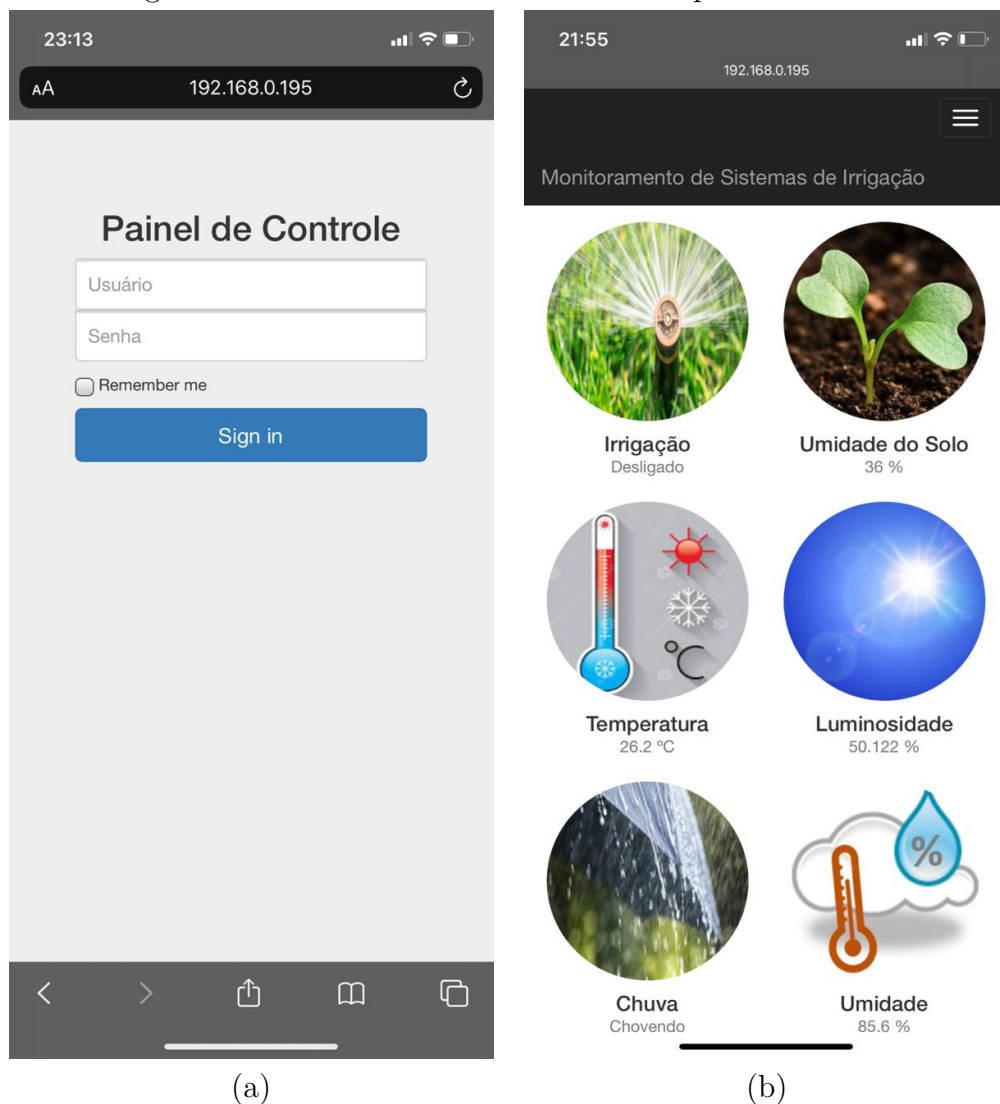 23:13
AA 192.168.0.195
Painel de Controle
Usuário
Senha
Remember me
Sign in
(a)
21:55
192.168.0.195
Monitoramento de Sistemas de Irrigação
Irrigação
Desligado
Umidade do Solo
36 %
°C
Temperatura
26.2 ºC
Luminosidade
50.122 %
%
Chuva
Chovendo
Umidade
85.6 %
(b)